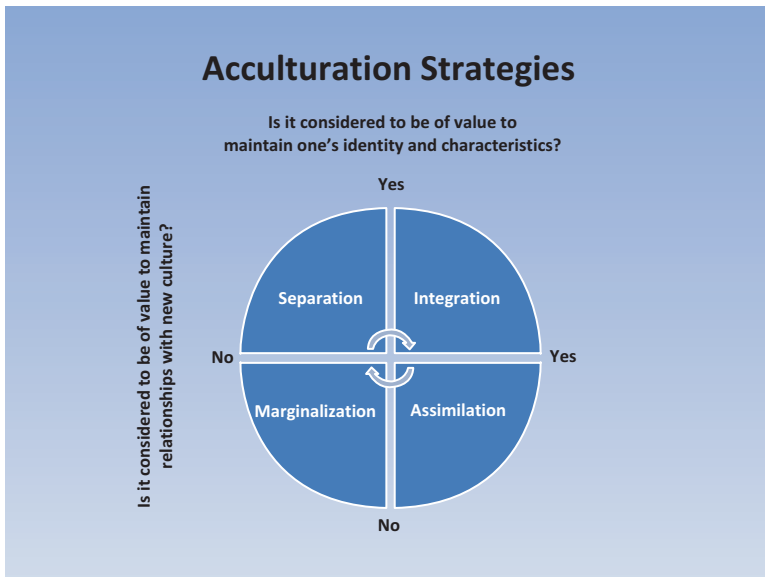 Acculturation Strategies
Is it considered to be of value to
maintain one’s identity and characteristics?
Is it considered to be of value to maintain
relationships with new culture?
Yes
Separation
Integration
No
Yes
Marginalization
Assimilation
No